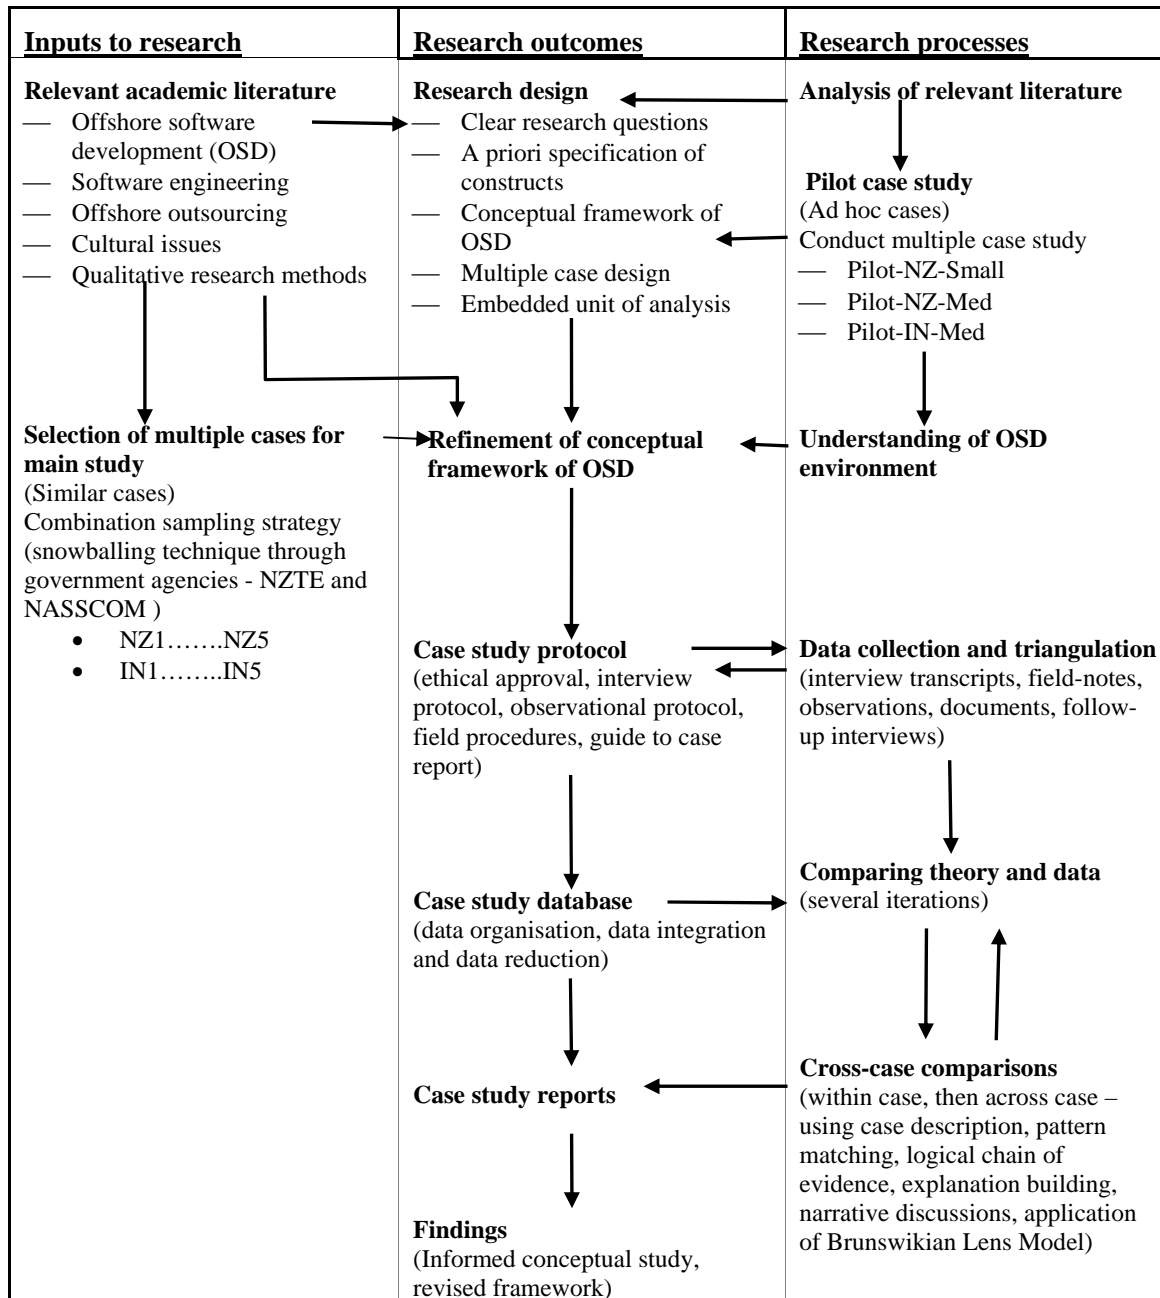 Inputs to research
Relevant academic literature
— Offshore software
development (OSD)
— Software engineering
— Offshore outsourcing
— Cultural issues
— Qualitative research methods
Selection of multiple cases for
main study
(Similar cases)
Combination sampling strategy
(snowballing technique through
government agencies - NZTE and
NASSCOM )
• NZ1…….NZ5
• IN1……..IN5
Research outcomes
Research design
— Clear research questions
— A priori specification of
constructs
— Conceptual framework of
OSD
— Multiple case design
— Embedded unit of analysis
Refinement of conceptual
framework of OSD
Case study protocol
(ethical approval, interview
protocol, observational protocol,
field procedures, guide to case
report)
Case study database
(data organisation, data integration
and data reduction)
Case study reports
Findings
(Informed conceptual study,
revised framework)
Research processes
Analysis of relevant literature
Pilot case study
(Ad hoc cases)
Conduct multiple case study
— Pilot-NZ-Small
— Pilot-NZ-Med
— Pilot-IN-Med
Understanding of OSD
environment
Data collection and triangulation
(interview transcripts, field-notes,
observations, documents, follow-
up interviews)
Comparing theory and data
(several iterations)
Cross-case comparisons
(within case, then across case –
using case description, pattern
matching, logical chain of
evidence, explanation building,
narrative discussions, application
of Brunswikian Lens Model)